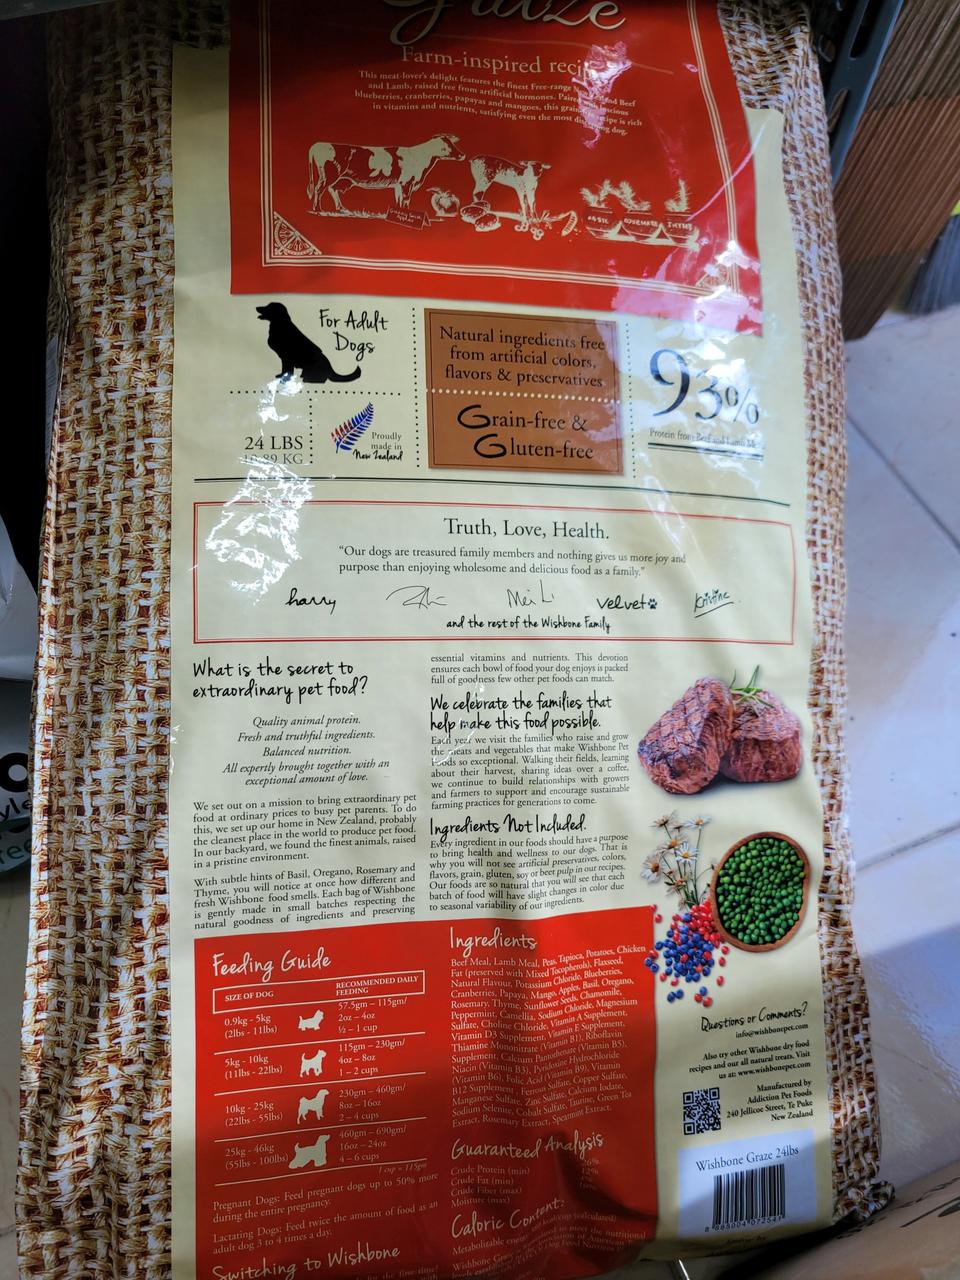 Graze
Farm-inspired
This meat-lover's delight features the finest Free-range
and Lamb, raised free from artificial hormones. Beef
blueberries, cranberries, papayas and mangoes, this
in vitamins and nutrients, satisfying even the most dog.
Granny Smith
Apples
BASIL ROSEMARY THYME
For Adult
Dogs
24 LBS
10.89 KG
Proudly
made in
New Zealand
Natural ingredients free
from artificial colors,
flavors & preservatives
Grain-free &
Gluten-free
93%
Protein from Beef and Lamb
Truth, Love, Health.
"Our dogs are treasured family members and nothing gives us more joy and
purpose than enjoying wholesome and delicious food as a family."
harry Mei Li velvet Kristine
and the rest of the Wishbone Family
What is the secret to
extraordinary pet food?
Quality animal protein.
Fresh and truthful ingredients.
Balanced nutrition.
All expertly brought together with an
exceptional amount of love.
We set out on a mission to bring extraordinary pet
food at ordinary prices to busy pet parents. To do
this, we set up our home in New Zealand, probably
the cleanest place in the world to produce pet food.
In our backyard, we found the finest animals, raised
in a pristine environment.
With subtle hints of Basil, Oregano, Rosemary and
Thyme, you will notice at once how different and
fresh Wishbone food smells. Each bag of Wishbone
is gently made in small batches respecting the
natural goodness of ingredients and preserving
essential vitamins and nutrients. This devotion
ensures each bowl of food your dog enjoys is packed
full of goodness few other pet foods can match.
We celebrate the families that
help make this food possible.
Each year we visit the families who raise and grow
the meats and vegetables that make Wishbone Pet
Foods so exceptional. Walking their fields, learning
about their harvest, sharing ideas over a coffee,
we continue to build relationships with growers
and farmers to support and encourage sustainable
farming practices for generations to come.
Ingredients Not Included.
Every ingredient in our foods should have a purpose
to bring health and wellness to our dogs. That is
why you will not see artificial preservatives, colors,
flavors, grain, gluten, soy or beet pulp in our recipes.
Our foods are so natural that you will see that each
batch of food will have slight changes in color due
to seasonal variability of our ingredients.
Feeding Guide
SIZE OF DOG
RECOMMENDED DAILY
FEEDING
0.9kg - 5kg
(2lbs - 11lbs)
57.5gm – 115gm/
2oz – 4oz
½ – 1 cup
5kg - 10kg
(11lbs - 22lbs)
115gm – 230gm/
4oz – 8oz
1 – 2 cups
10kg - 25kg
(22lbs - 55lbs)
230gm – 460gm/
8oz – 16oz
2 – 4 cups
25kg - 46kg
(55lbs - 100lbs)
460gm – 690gm/
16oz – 24oz
4 – 6 cups
1 cup = 115gm
Pregnant Dogs: Feed pregnant dogs up to 50% more
during the entire pregnancy.
Lactating Dogs: Feed twice the amount of food as an
adult dog 3 to 4 times a day.
Switching to Wishbone
Ingredients
Beef Meal, Lamb Meal, Peas, Tapioca, Potatoes, Chicken
Fat (preserved with Mixed Tocopherols), Flaxseed,
Natural Flavour, Potassium Chloride, Blueberries,
Cranberries, Papaya, Mango, Apples, Basil, Oregano,
Rosemary, Thyme, Sunflower Seeds, Chamomile,
Peppermint, Camellia, Sodium Chloride, Magnesium
Sulfate, Choline Chloride, Vitamin A Supplement,
Vitamin D3 Supplement, Vitamin E Supplement,
Thiamine Mononitrate (Vitamin B1), Riboflavin
Supplement, Calcium Pantothenate (Vitamin B5),
Niacin (Vitamin B3), Pyridoxine Hydrochloride
(Vitamin B6), Folic Acid (Vitamin B9), Vitamin
B12 Supplement, Ferrous Sulfate, Copper Sulfate,
Manganese Sulfate, Zinc Sulfate, Calcium Iodate,
Sodium Selenite, Cobalt Sulfate, Taurine, Green Tea
Extract, Rosemary Extract, Spearmint Extract.
Guaranteed Analysis
Crude Protein (min)
Crude Fat (min)
Crude Fiber (max)
Moisture (max)
Caloric Content:
Questions or Comments?
info@wishbonepet.com
Also try other Wishbone dry food
recipes and our all natural treats. Visit
us at: www.wishbonepet.com
Manufactured by
Addiction Pet Foods
240 Jellicoe Street, Te Puke
New Zealand
Wishbone Graze 24lbs
8 885004 072541